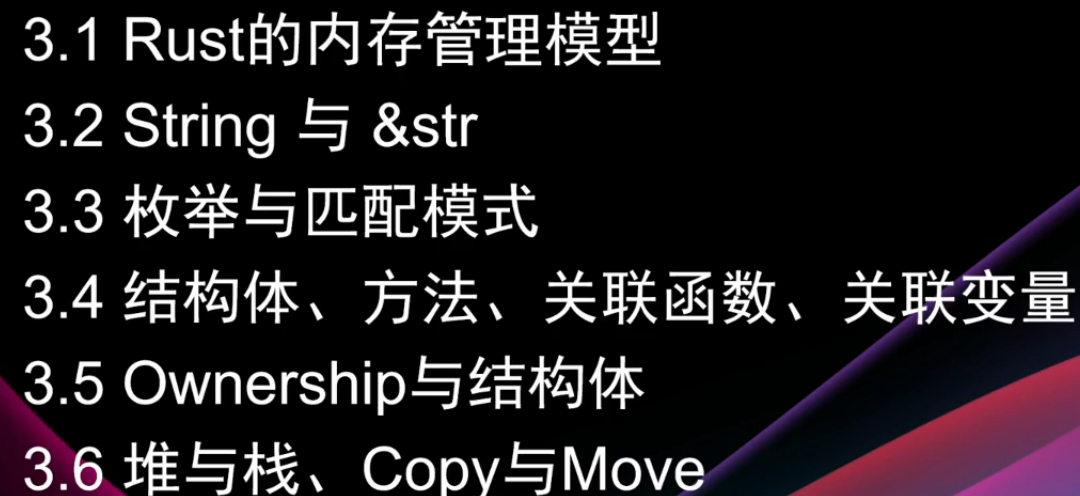 3.1 Rust的内存管理模型
3.2 String 与 &str
3.3 枚举与匹配模式
3.4 结构体、方法、关联函数、关联变量
3.5 Ownership与结构体
3.6 堆与栈、Copy与Move